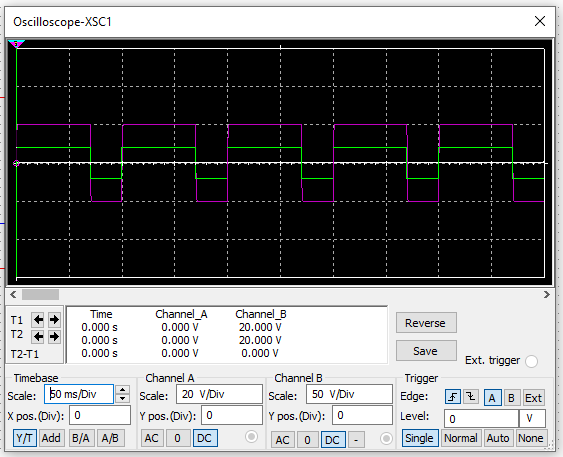 Oscilloscope-XSC1
Time Channel_A Channel_B
T1 0.000 s 0.000 V 20.000 V
T2 0.000 s 0.000 V 20.000 V
T2-T1 0.000 s 0.000 V 0.000 V
Reverse
Save
Ext. trigger
Timebase
Scale: 50 ms/Div
X pos.(Div): 0
Y/T Add B/A A/B
Channel A
Scale: 20 V/Div
Y pos.(Div): 0
AC 0 DC
Channel B
Scale: 50 V/Div
Y pos.(Div): 0
AC 0 DC -
Trigger
Edge: A B Ext
Level: 0 V
Single Normal Auto None